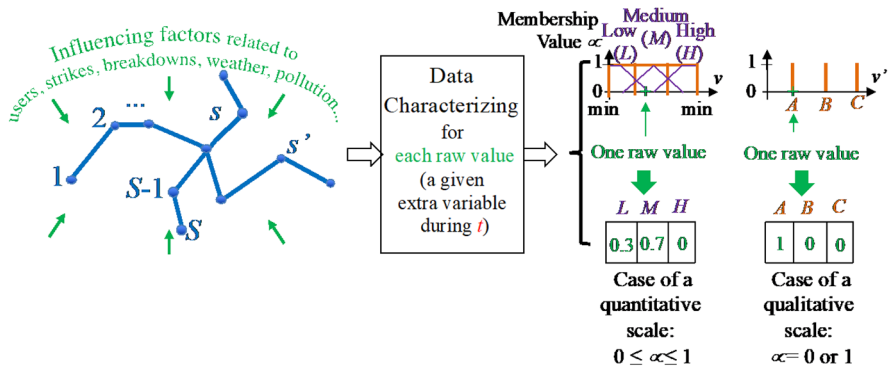 Influencing factors related to
users, strikes, breakdowns, weather, pollution...
1
2
...
s
s’
S-1
S
Data
Characterizing
for
each raw value
(a given
extra variable
during t)
Membership
Value ∝
Low
(L)
Medium
(M)
High
(H)
1
0
min
min
v
One raw value
L M H
0.3 0.7 0
Case of a
quantitative
scale:
0 ≤ ∝ ≤ 1
1
0
A B C
v’
One raw value
A B C
1 0 0
Case of a
qualitative
scale:
∝= 0 or 1